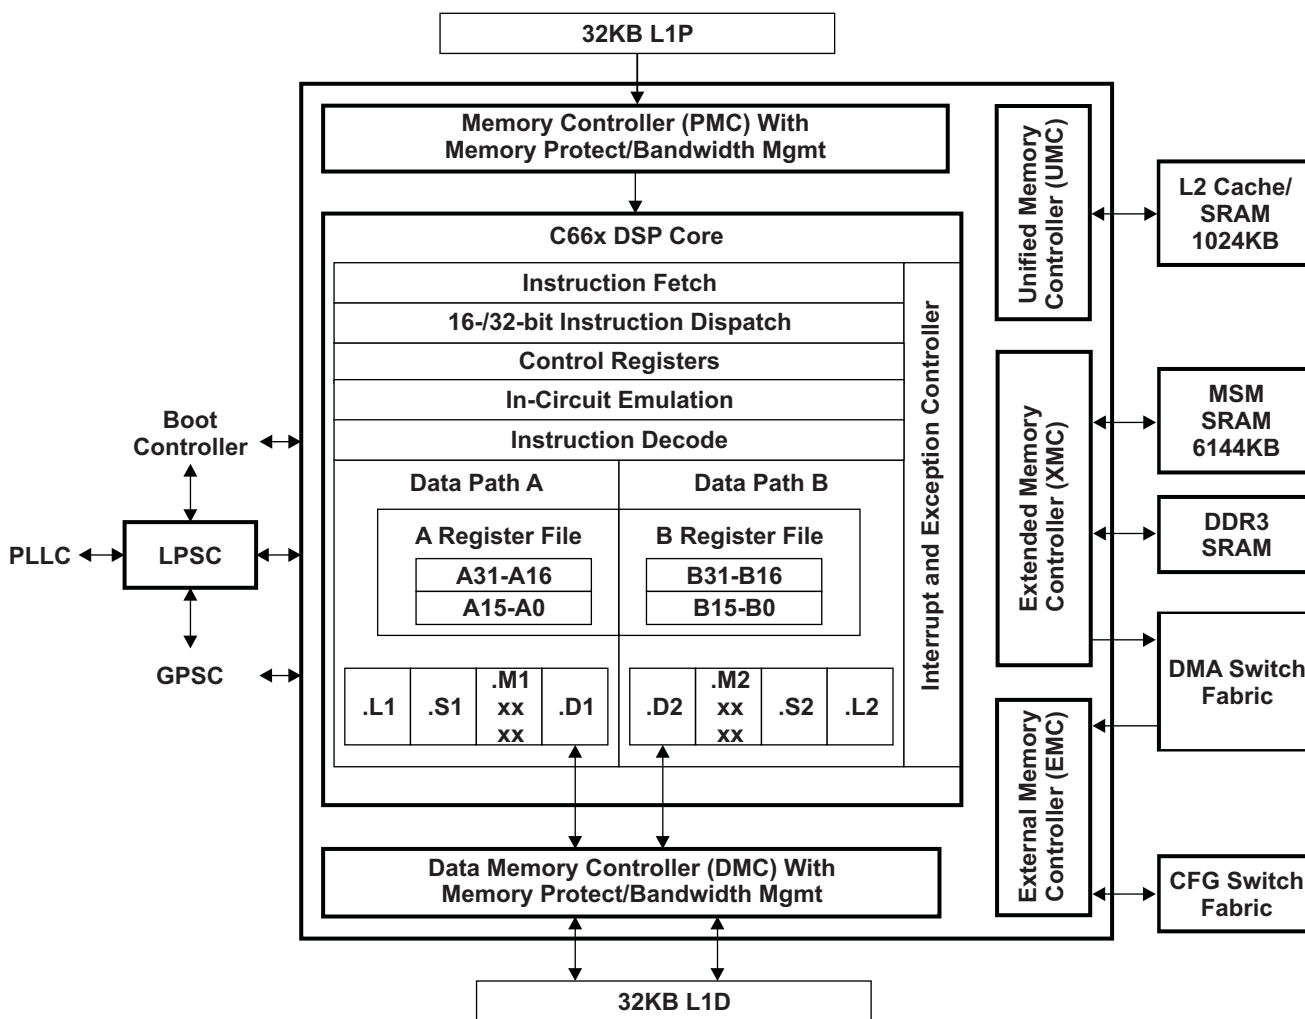 32KB L1P
Memory Controller (PMC) With
Memory Protect/Bandwidth Mgmt
C66x DSP Core
Instruction Fetch
16-/32-bit Instruction Dispatch
Control Registers
In-Circuit Emulation
Instruction Decode
Data Path A
Data Path B
A Register File
B Register File
A31-A16
A15-A0
B31-B16
B15-B0
.L1
.S1
.M1
xx
xx
.D1
.D2
.M2
xx
xx
.S2
.L2
Interrupt and Exception Controller
Data Memory Controller (DMC) With
Memory Protect/Bandwidth Mgmt
32KB L1D
Boot
Controller
PLLC
LPSC
GPSC
Unified Memory
Controller (UMC)
Extended Memory
Controller (XMC)
External Memory
Controller (EMC)
L2 Cache/
SRAM
1024KB
MSM
SRAM
6144KB
DDR3
SRAM
DMA Switch
Fabric
CFG Switch
Fabric